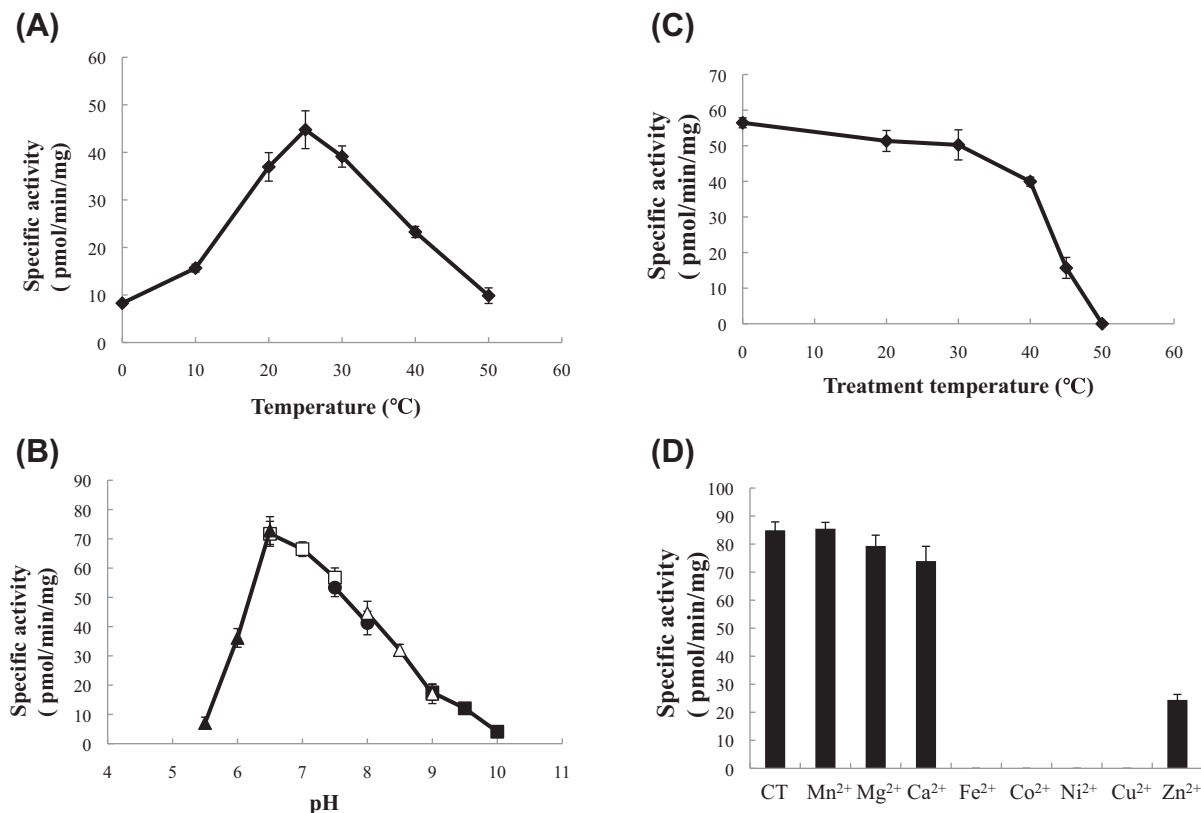 (A)
60
50
40
30
20
10
0
0 10 20 30 40 50 60
Specific activity
( pmol/min/mg)
Temperature (°C)
(C)
70
60
50
40
30
20
10
0
0 10 20 30 40 50 60
Specific activity
( pmol/min/mg)
Treatment temperature (°C)
(B)
90
80
70
60
50
40
30
20
10
0
4 5 6 7 8 9 10 11
Specific activity
( pmol/min/mg)
pH
(D)
100
90
80
70
60
50
40
30
20
10
0
CT Mn²⁺ Mg²⁺ Ca²⁺ Fe²⁺ Co²⁺ Ni²⁺ Cu²⁺ Zn²⁺
Specific activity
( pmol/min/mg)